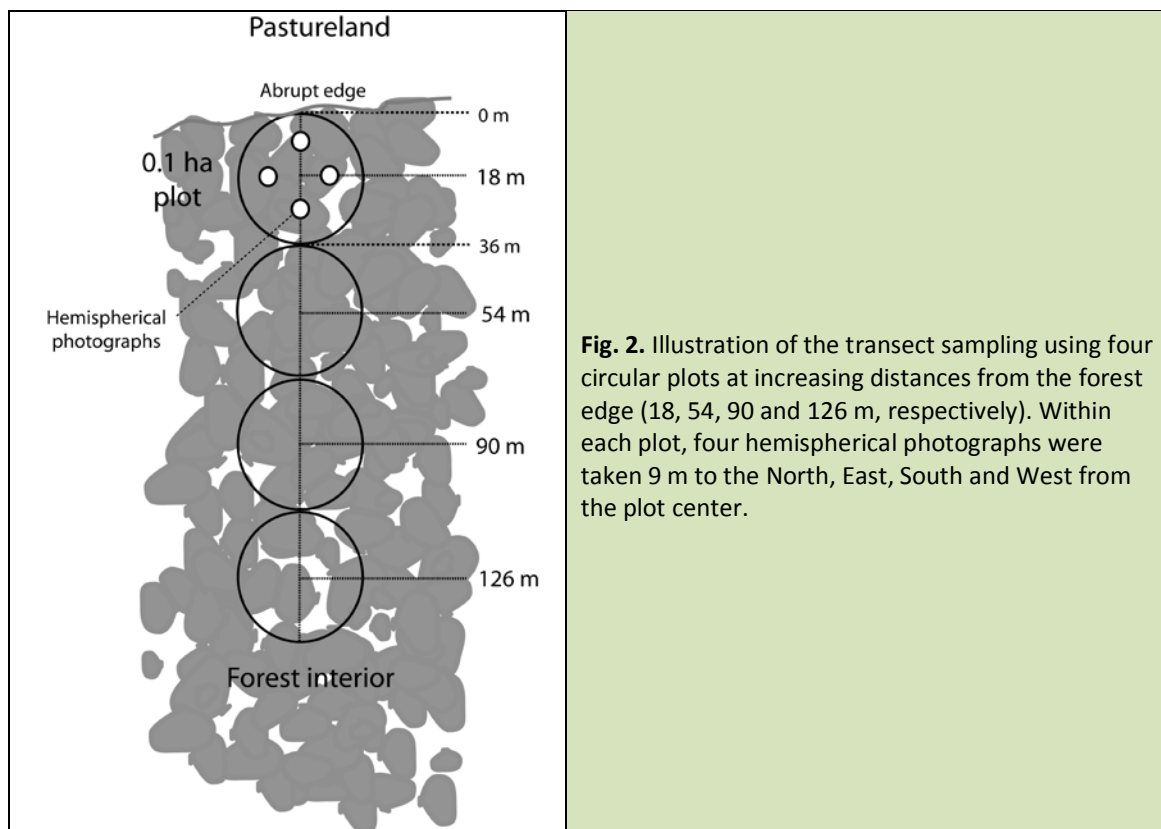 Pastureland
Abrupt edge
0 m
0.1 ha
plot
18 m
36 m
Hemispherical
photographs
54 m
90 m
126 m
Forest interior
Fig. 2. Illustration of the transect sampling using four
circular plots at increasing distances from the forest
edge (18, 54, 90 and 126 m, respectively). Within
each plot, four hemispherical photographs were
taken 9 m to the North, East, South and West from
the plot center.